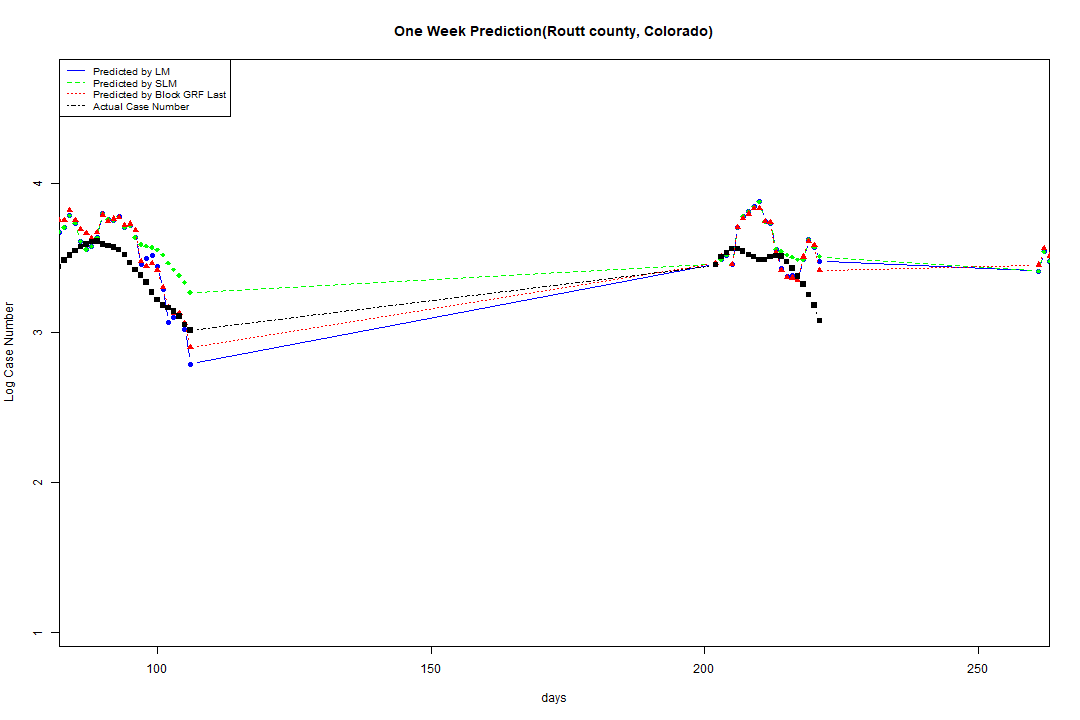 One Week Prediction(Routt county, Colorado)
Predicted by LM
Predicted by SLM
Predicted by Block GRF Last
Actual Case Number
4
3
2
1
Log Case Number
100 150 200 250
days